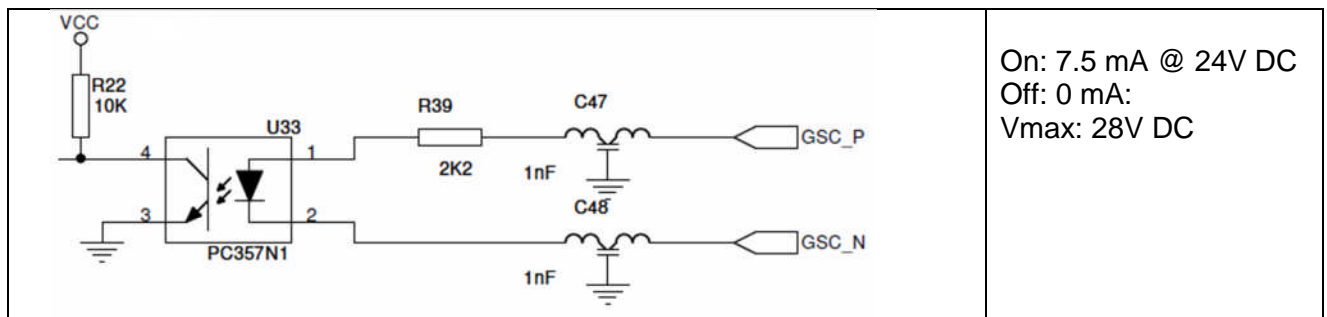 VCC
R22
10K
U33
4
1
3
2
PC357N1
R39
2K2
C47
1nF
GSC_P
C48
1nF
GSC_N
On: 7.5 mA @ 24V DC
Off: 0 mA:
Vmax: 28V DC